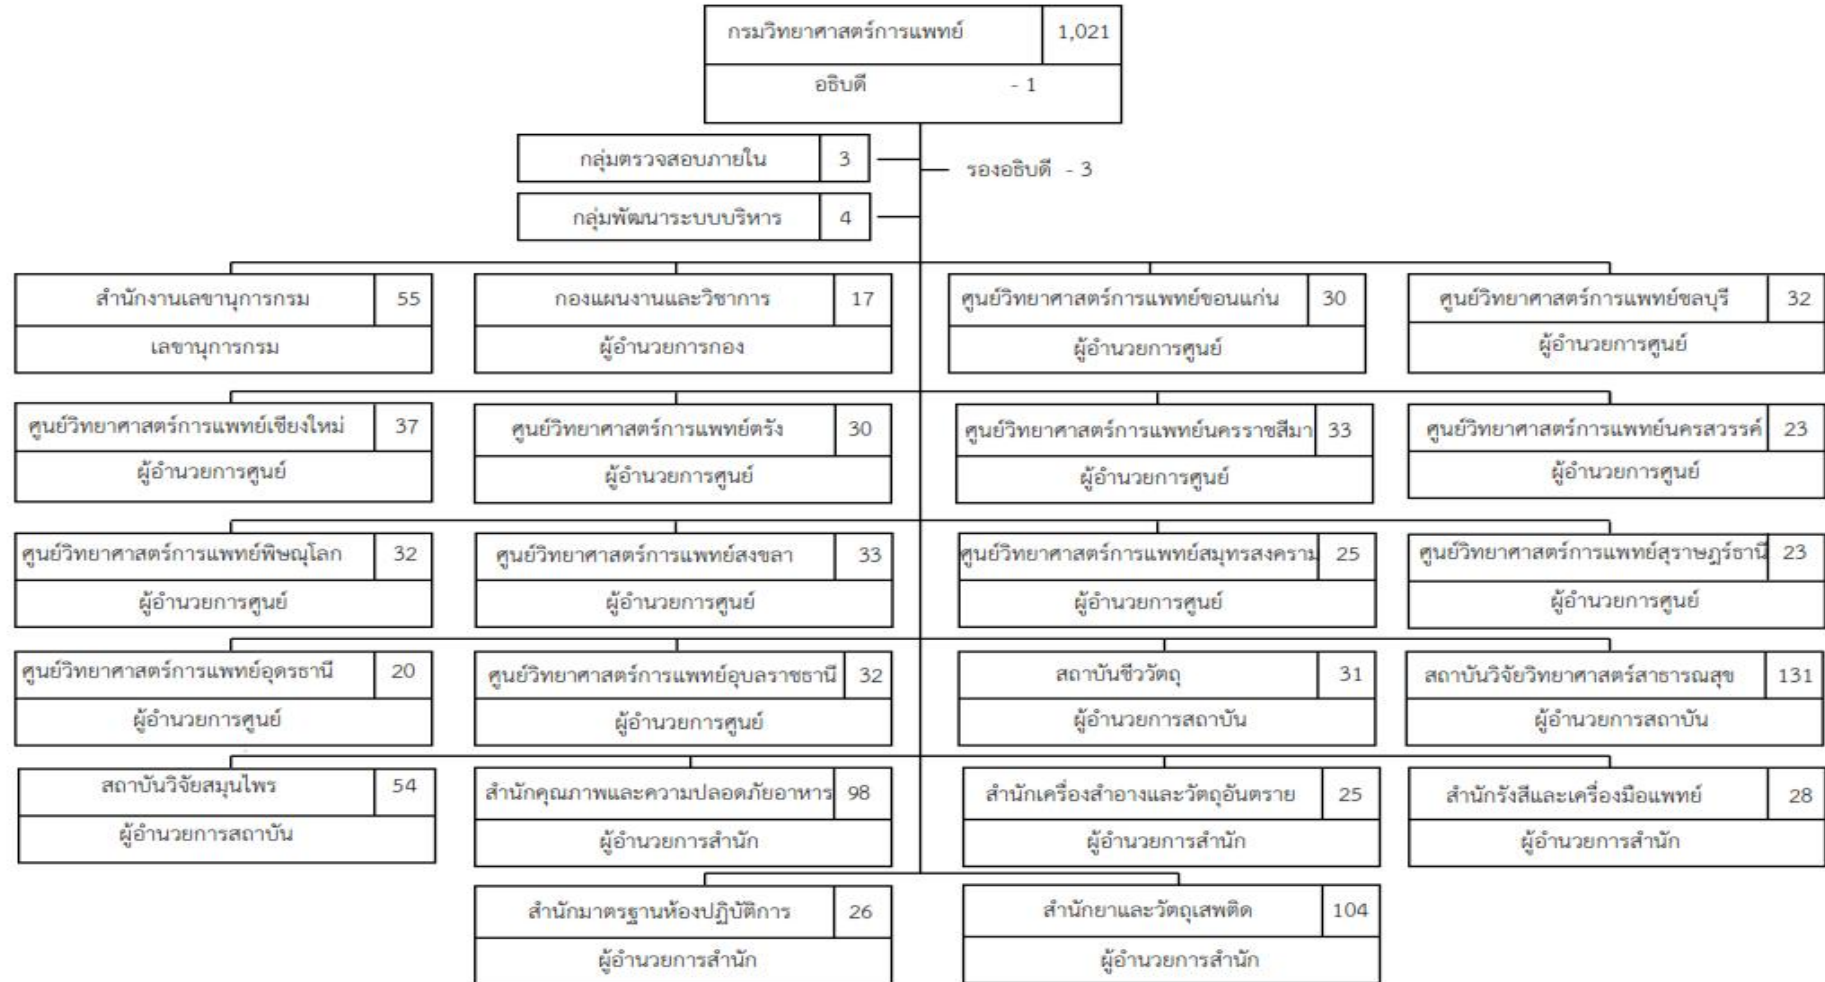 กรมวิทยาศาสตร์การแพทย์ 1,021
อธิบดี - 1
กลุ่มตรวจสอบภายใน 3
รองอธิบดี - 3
กลุ่มพัฒนาระบบบริหาร 4
สำนักงานเลขานุการกรม 55
เลขานุการกรม
กองแผนงานและวิชาการ 17
ผู้อำนวยการกอง
ศูนย์วิทยาศาสตร์การแพทย์ขอนแก่น 30
ผู้อำนวยการศูนย์
ศูนย์วิทยาศาสตร์การแพทย์ชลบุรี 32
ผู้อำนวยการศูนย์
ศูนย์วิทยาศาสตร์การแพทย์เชียงใหม่ 37
ผู้อำนวยการศูนย์
ศูนย์วิทยาศาสตร์การแพทย์ตรัง 30
ผู้อำนวยการศูนย์
ศูนย์วิทยาศาสตร์การแพทย์นครราชสีมา 33
ผู้อำนวยการศูนย์
ศูนย์วิทยาศาสตร์การแพทย์นครสวรรค์ 23
ผู้อำนวยการศูนย์
ศูนย์วิทยาศาสตร์การแพทย์พิษณุโลก 32
ผู้อำนวยการศูนย์
ศูนย์วิทยาศาสตร์การแพทย์สงขลา 33
ผู้อำนวยการศูนย์
ศูนย์วิทยาศาสตร์การแพทย์สมุทรสงคราม 25
ผู้อำนวยการศูนย์
ศูนย์วิทยาศาสตร์การแพทย์สุราษฎร์ธานี 23
ผู้อำนวยการศูนย์
ศูนย์วิทยาศาสตร์การแพทย์อุดรธานี 20
ผู้อำนวยการศูนย์
ศูนย์วิทยาศาสตร์การแพทย์อุบลราชธานี 32
ผู้อำนวยการศูนย์
สถาบันชีววัตถุ 31
ผู้อำนวยการสถาบัน
สถาบันวิจัยวิทยาศาสตร์สาธารณสุข 131
ผู้อำนวยการสถาบัน
สถาบันวิจัยสมุนไพร 54
ผู้อำนวยการสถาบัน
สำนักคุณภาพและความปลอดภัยอาหาร 98
ผู้อำนวยการสำนัก
สำนักเครื่องสำอางและวัตถุอันตราย 25
ผู้อำนวยการสำนัก
สำนักรังสีและเครื่องมือแพทย์ 28
ผู้อำนวยการสำนัก
สำนักมาตรฐานห้องปฏิบัติการ 26
ผู้อำนวยการสำนัก
สำนักยาและวัตถุเสพติด 104
ผู้อำนวยการสำนัก